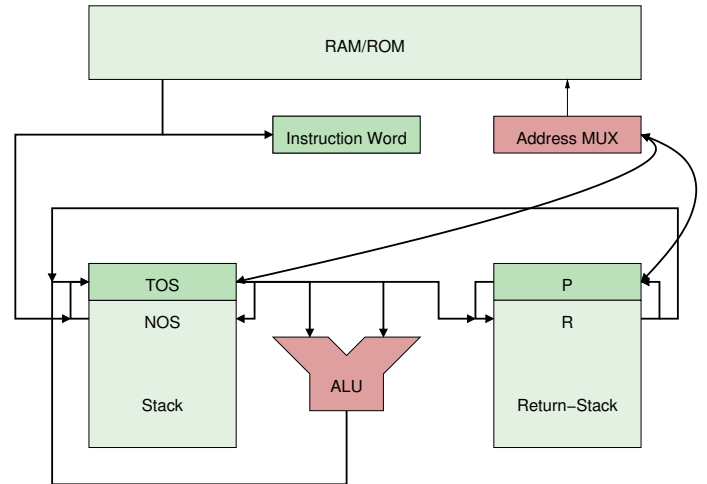 RAM/ROM
Instruction Word
Address MUX
TOS
P
NOS
R
ALU
Stack
Return−Stack